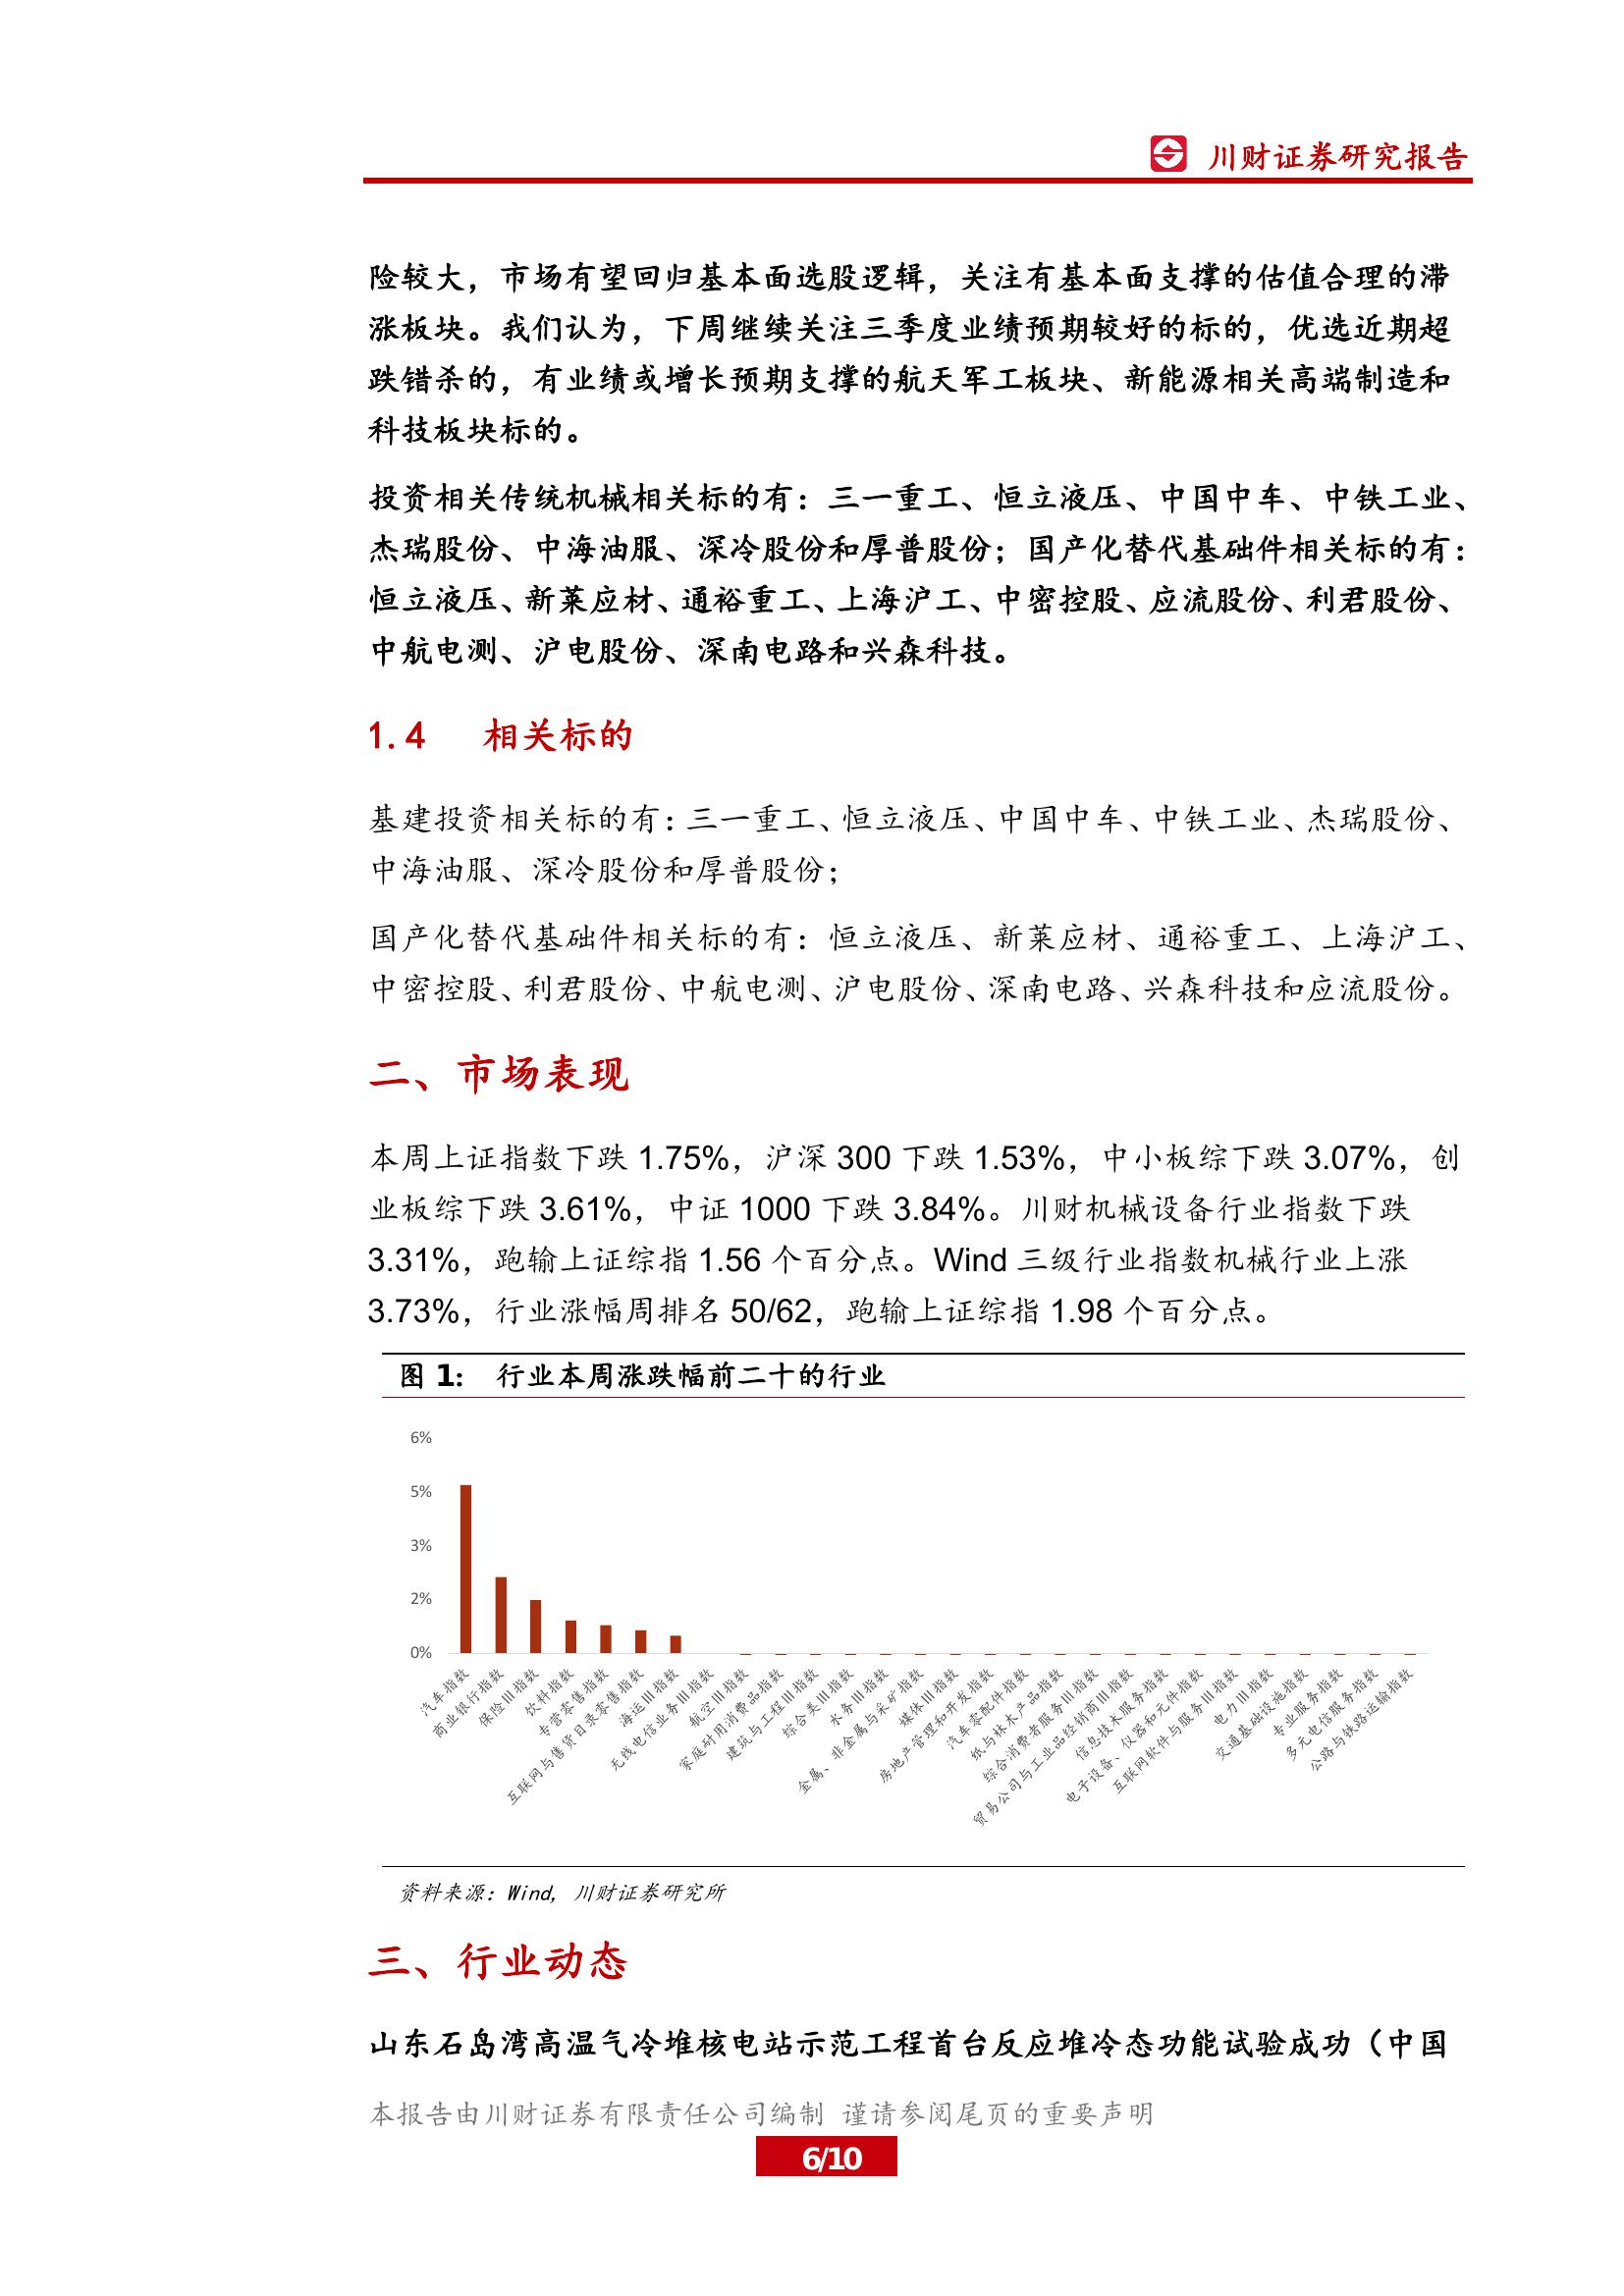 川财证券研究报告
险较大，市场有望回归基本面选股逻辑，关注有基本面支撑的估值合理的滞
涨板块。我们认为，下周继续关注三季度业绩预期较好的标的，优选近期超
跌错杀的，有业绩或增长预期支撑的航天军工板块、新能源相关高端制造和
科技板块标的。
投资相关传统机械相关标的有：三一重工、恒立液压、中国中车、中铁工业、
杰瑞股份、中海油服、深冷股份和厚普股份；国产化替代基础件相关标的有：
恒立液压、新莱应材、通裕重工、上海沪工、中密控股、应流股份、利君股份、
中航电测、沪电股份、深南电路和兴森科技。
1.4 相关标的
基建投资相关标的有：三一重工、恒立液压、中国中车、中铁工业、杰瑞股份、
中海油服、深冷股份和厚普股份；
国产化替代基础件相关标的有：恒立液压、新莱应材、通裕重工、上海沪工、
中密控股、利君股份、中航电测、沪电股份、深南电路、兴森科技和应流股份。
二、市场表现
本周上证指数下跌 1.75%，沪深 300 下跌 1.53%，中小板综下跌 3.07%，创
业板综下跌 3.61%，中证 1000 下跌 3.84%。川财机械设备行业指数下跌
3.31%，跑输上证综指 1.56 个百分点。Wind 三级行业指数机械行业上涨
3.73%，行业涨幅周排名 50/62，跑输上证综指 1.98 个百分点。
图 1： 行业本周涨跌幅前二十的行业
6%
5%
3%
2%
0%
汽车指数
商业银行指数
保险Ⅲ指数
饮料指数
专营零售指数
互联网与售货目录零售指数
海运Ⅲ指数
无线电信业务Ⅲ指数
航空Ⅲ指数
家庭耐用消费品指数
建筑与工程Ⅲ指数
综合类Ⅲ指数
水务Ⅲ指数
金属、非金属与采矿指数
媒体Ⅲ指数
房地产管理和开发指数
汽车零配件指数
纸与林木产品指数
综合消费者服务Ⅲ指数
贸易公司与工业品经销商Ⅲ指数
信息技术服务指数
电子设备、仪器和元件指数
互联网软件与服务Ⅲ指数
电力Ⅲ指数
交通基础设施指数
专业服务指数
多元电信服务指数
公路与铁路运输指数
资料来源：Wind, 川财证券研究所
三、行业动态
山东石岛湾高温气冷堆核电站示范工程首台反应堆冷态功能试验成功（中国
本报告由川财证券有限责任公司编制 谨请参阅尾页的重要声明
6/10